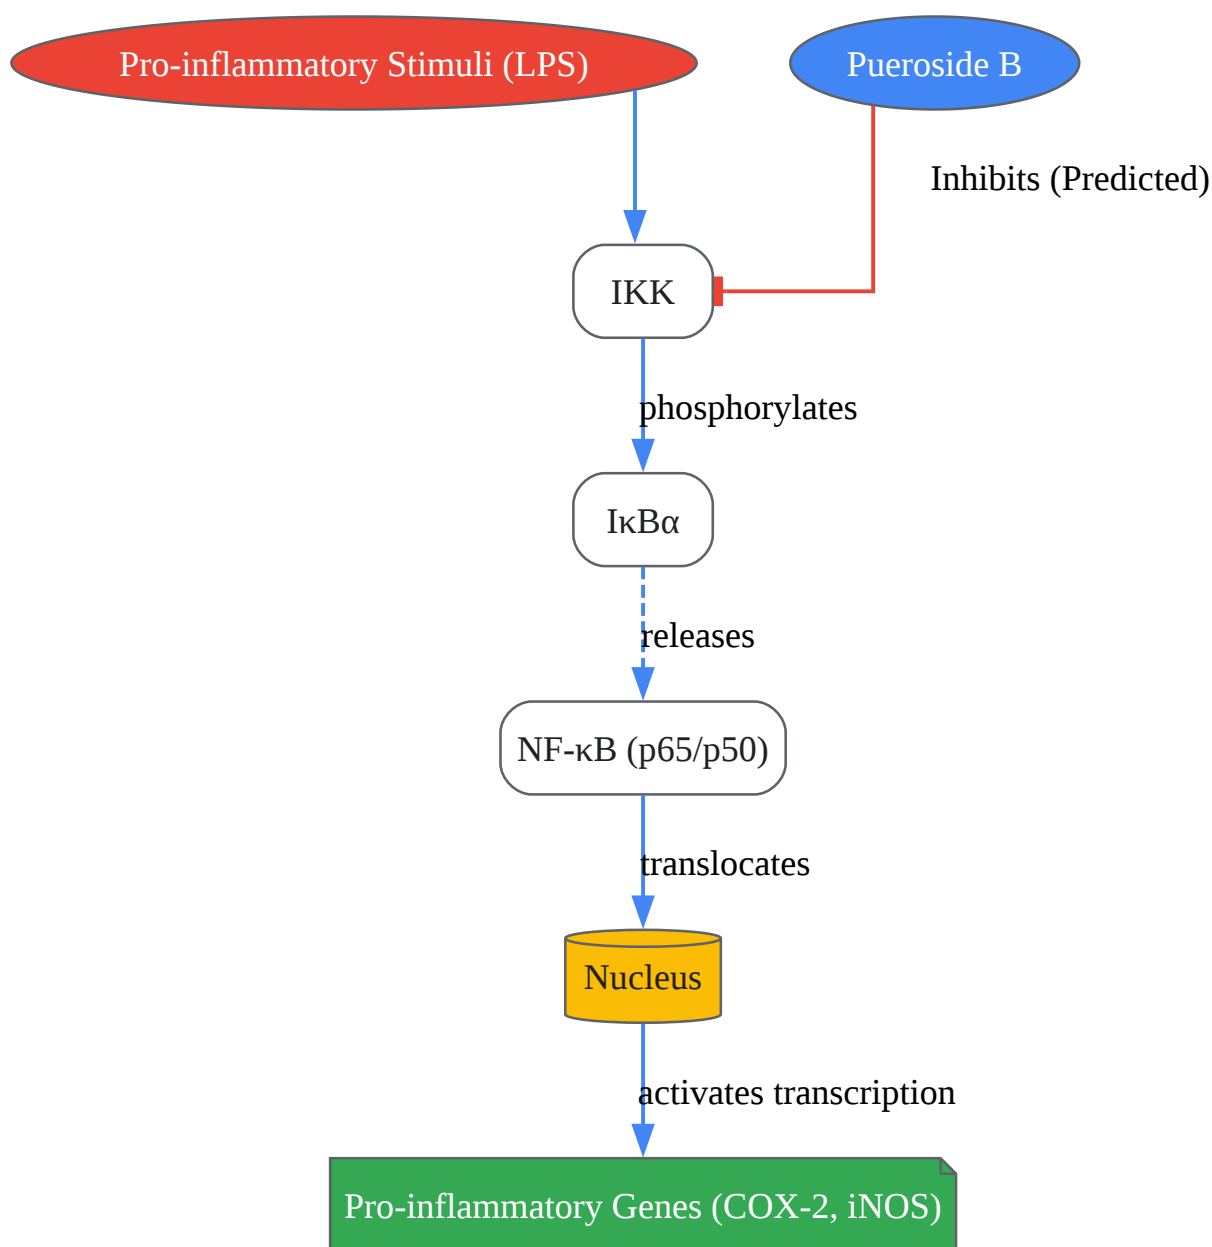 Pro-inflammatory Stimuli (LPS)
Pueroside B
Inhibits (Predicted)
IKK
phosphorylates
IκBα
releases
NF-κB (p65/p50)
translocates
Nucleus
activates transcription
Pro-inflammatory Genes (COX-2, iNOS)